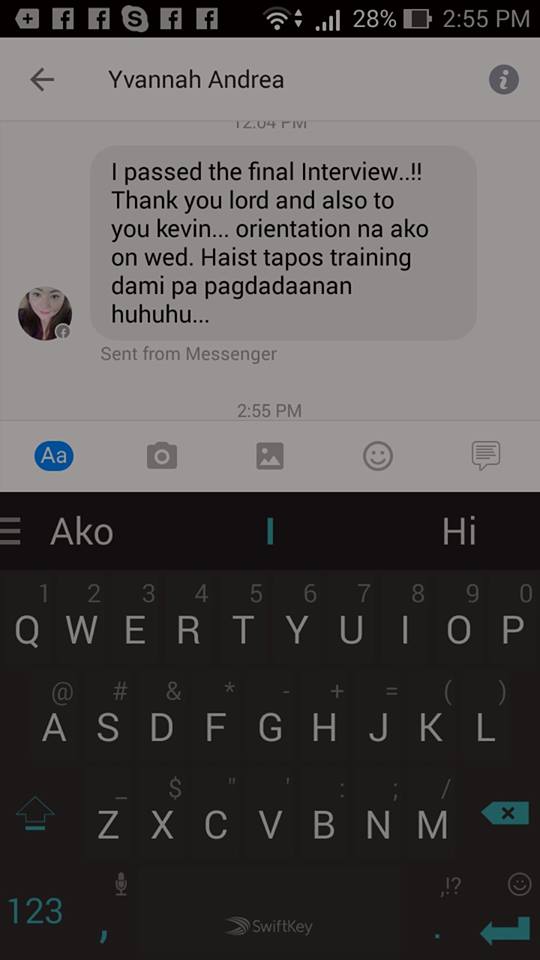 28% 2:55 PM
Yvannah Andrea
12:04 PM
I passed the final Interview..!!
Thank you lord and also to
you kevin... orientation na ako
on wed. Haist tapos training
dami pa pagdadaanan
huhuhu...
Sent from Messenger
2:55 PM
Aa
Ako I Hi
1 2 3 4 5 6 7 8 9 0
Q W E R T Y U I O P
@ # & * - + = ( )
A S D F G H J K L
_ $ " ' : ; /
Z X C V B N M
,!?
123 , SwiftKey .